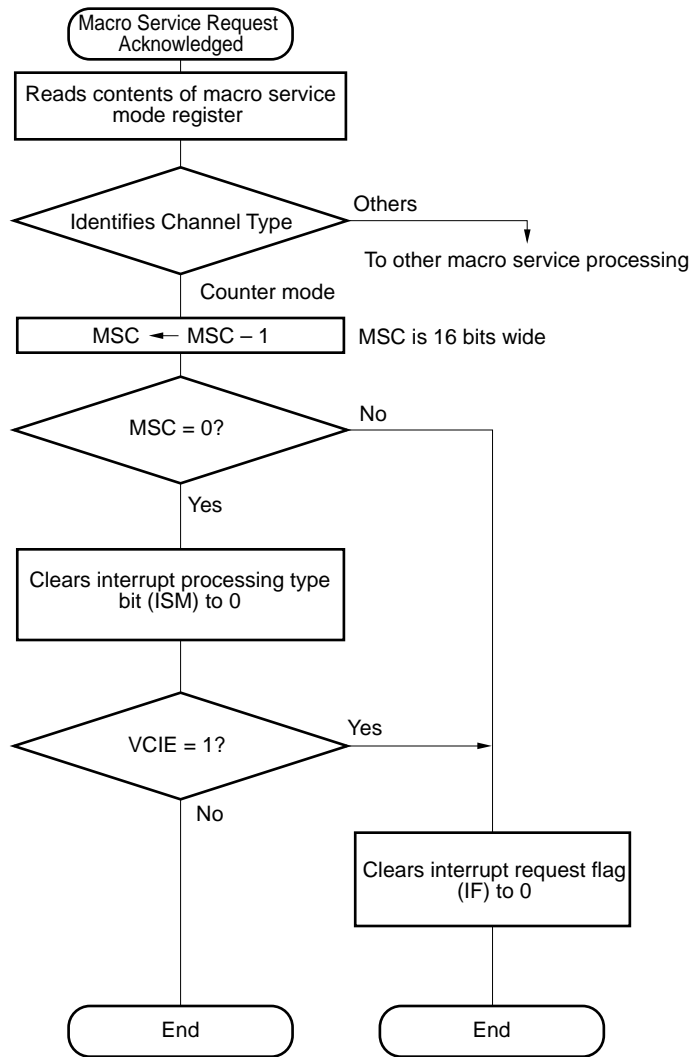 Macro Service Request
Acknowledged
Reads contents of macro service
mode register
Identifies Channel Type
Others
To other macro service processing
Counter mode
MSC ← MSC – 1
MSC is 16 bits wide
MSC = 0?
No
Yes
Clears interrupt processing type
bit (ISM) to 0
VCIE = 1?
Yes
No
Clears interrupt request flag
(IF) to 0
End
End